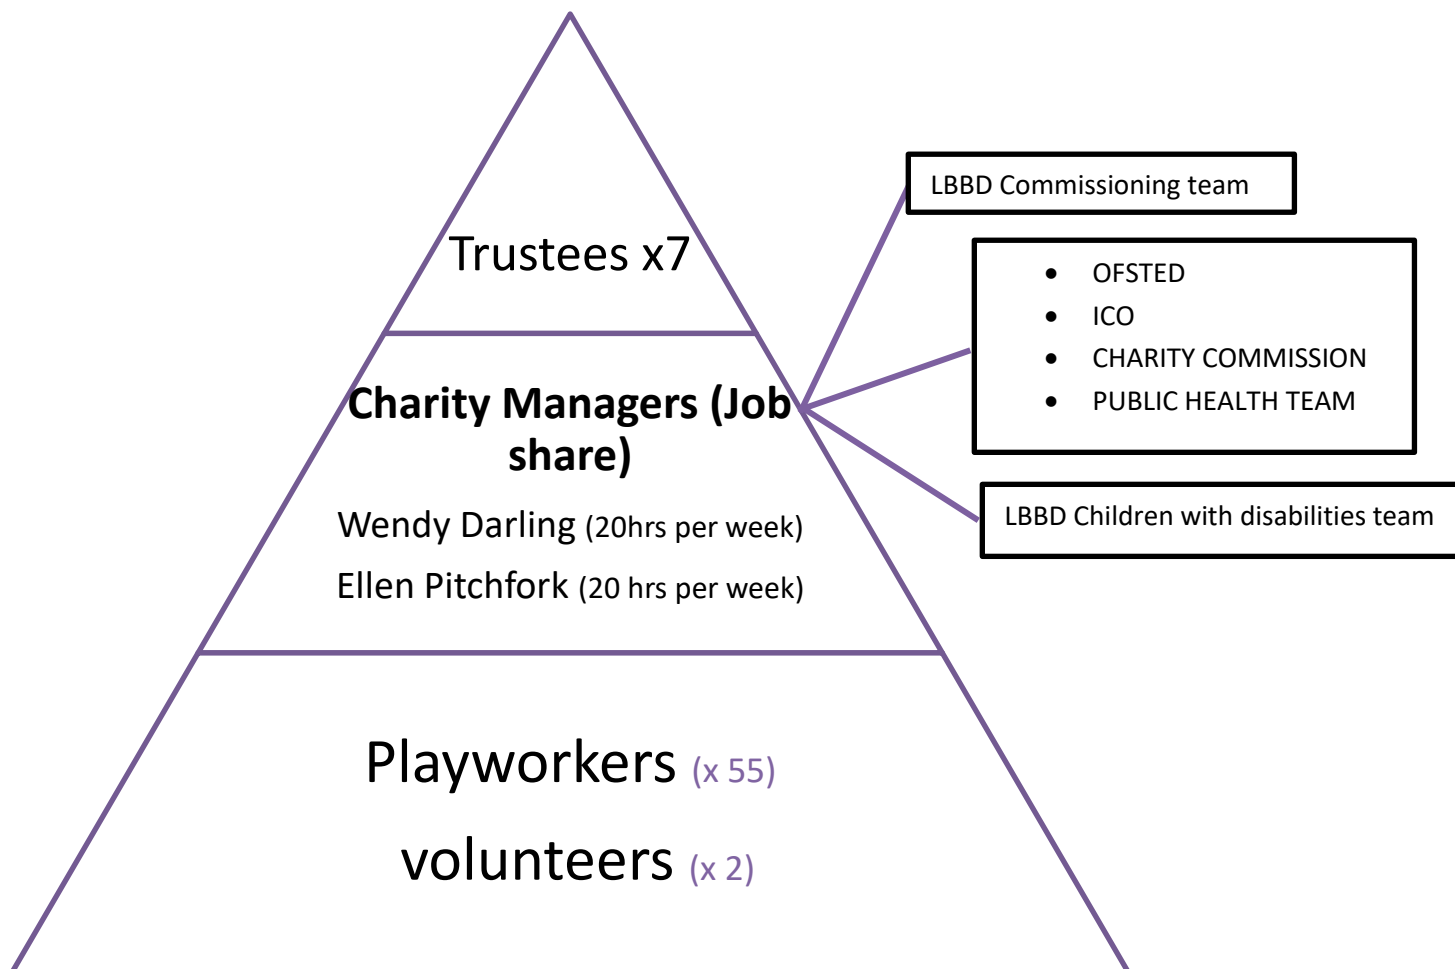 Trustees x7
Charity Managers (Job
share)
Wendy Darling (20hrs per week)
Ellen Pitchfork (20 hrs per week)
Playworkers (x 55)
volunteers (x 2)
LBBD Commissioning team
• OFSTED
• ICO
• CHARITY COMMISSION
• PUBLIC HEALTH TEAM
LBBD Children with disabilities team